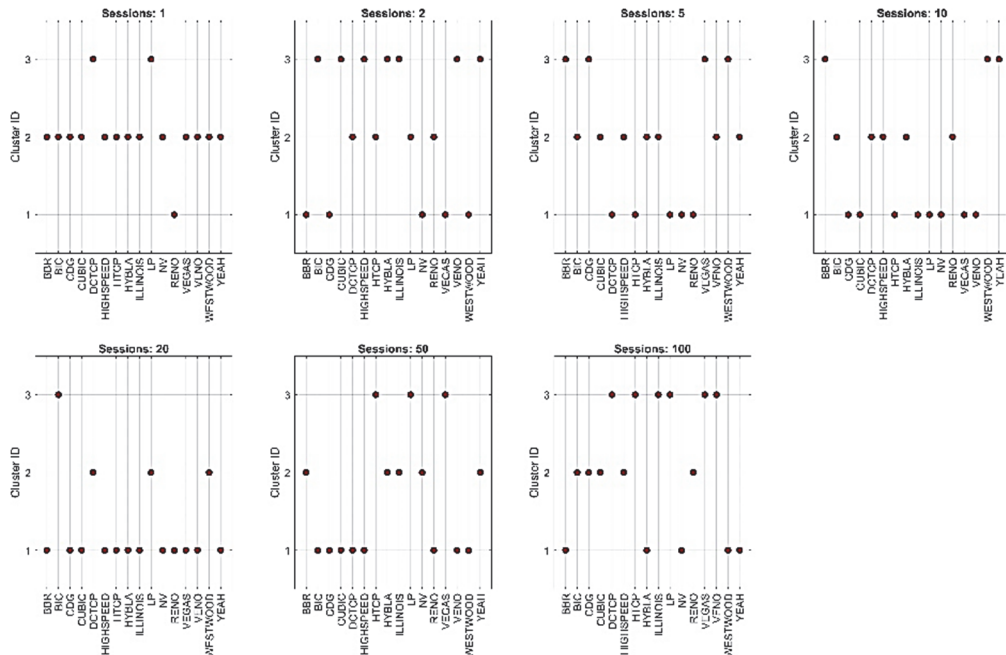 Sessions: 1
Cluster ID
3
2
1
BBR
BIC
CDG
CUBIC
DCTCP
HIGHSPEED
HTCP
HYBLA
ILLINOIS
LP
NV
RENO
VEGAS
VENO
WESTWOOD
YEAH
Sessions: 2
Cluster ID
3
2
1
BBR
BIC
CDG
CUBIC
DCTCP
HIGHSPEED
HTCP
HYBLA
ILLINOIS
LP
NV
RENO
VEGAS
VENO
WESTWOOD
YEAH
Sessions: 5
Cluster ID
3
2
1
BBR
BIC
CDG
CUBIC
DCTCP
HIGHSPEED
HTCP
HYBLA
ILLINOIS
LP
NV
RENO
VEGAS
VENO
WESTWOOD
YEAH
Sessions: 10
Cluster ID
3
2
1
BBR
BIC
CDG
CUBIC
DCTCP
HIGHSPEED
HTCP
HYBLA
ILLINOIS
LP
NV
RENO
VEGAS
VENO
WESTWOOD
YEAH
Sessions: 20
Cluster ID
3
2
1
BBR
BIC
CDG
CUBIC
DCTCP
HIGHSPEED
HTCP
HYBLA
ILLINOIS
LP
NV
RENO
VEGAS
VENO
WESTWOOD
YEAH
Sessions: 50
Cluster ID
3
2
1
BBR
BIC
CDG
CUBIC
DCTCP
HIGHSPEED
HTCP
HYBLA
ILLINOIS
LP
NV
RENO
VEGAS
VENO
WESTWOOD
YEAH
Sessions: 100
Cluster ID
3
2
1
BBR
BIC
CDG
CUBIC
DCTCP
HIGHSPEED
HTCP
HYBLA
ILLINOIS
LP
NV
RENO
VEGAS
VENO
WESTWOOD
YEAH